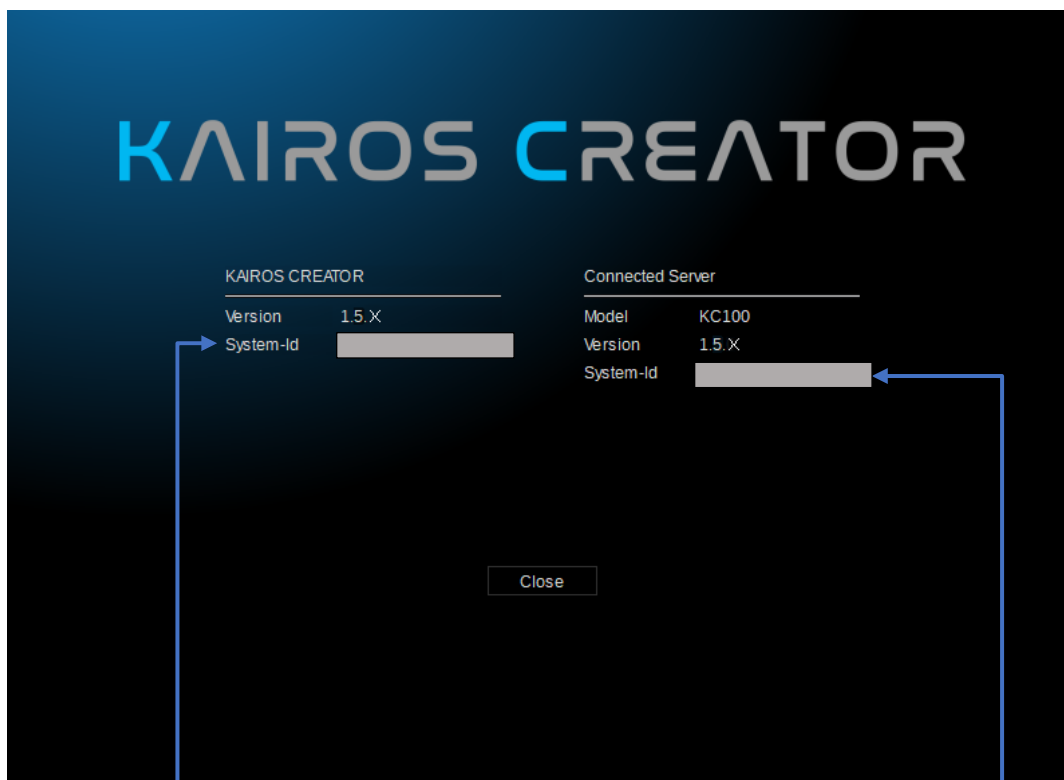 KAIROS CREATOR
KAIROS CREATOR
Version 1.5.X
System-Id
Connected Server
Model KC100
Version 1.5.X
System-Id
Close